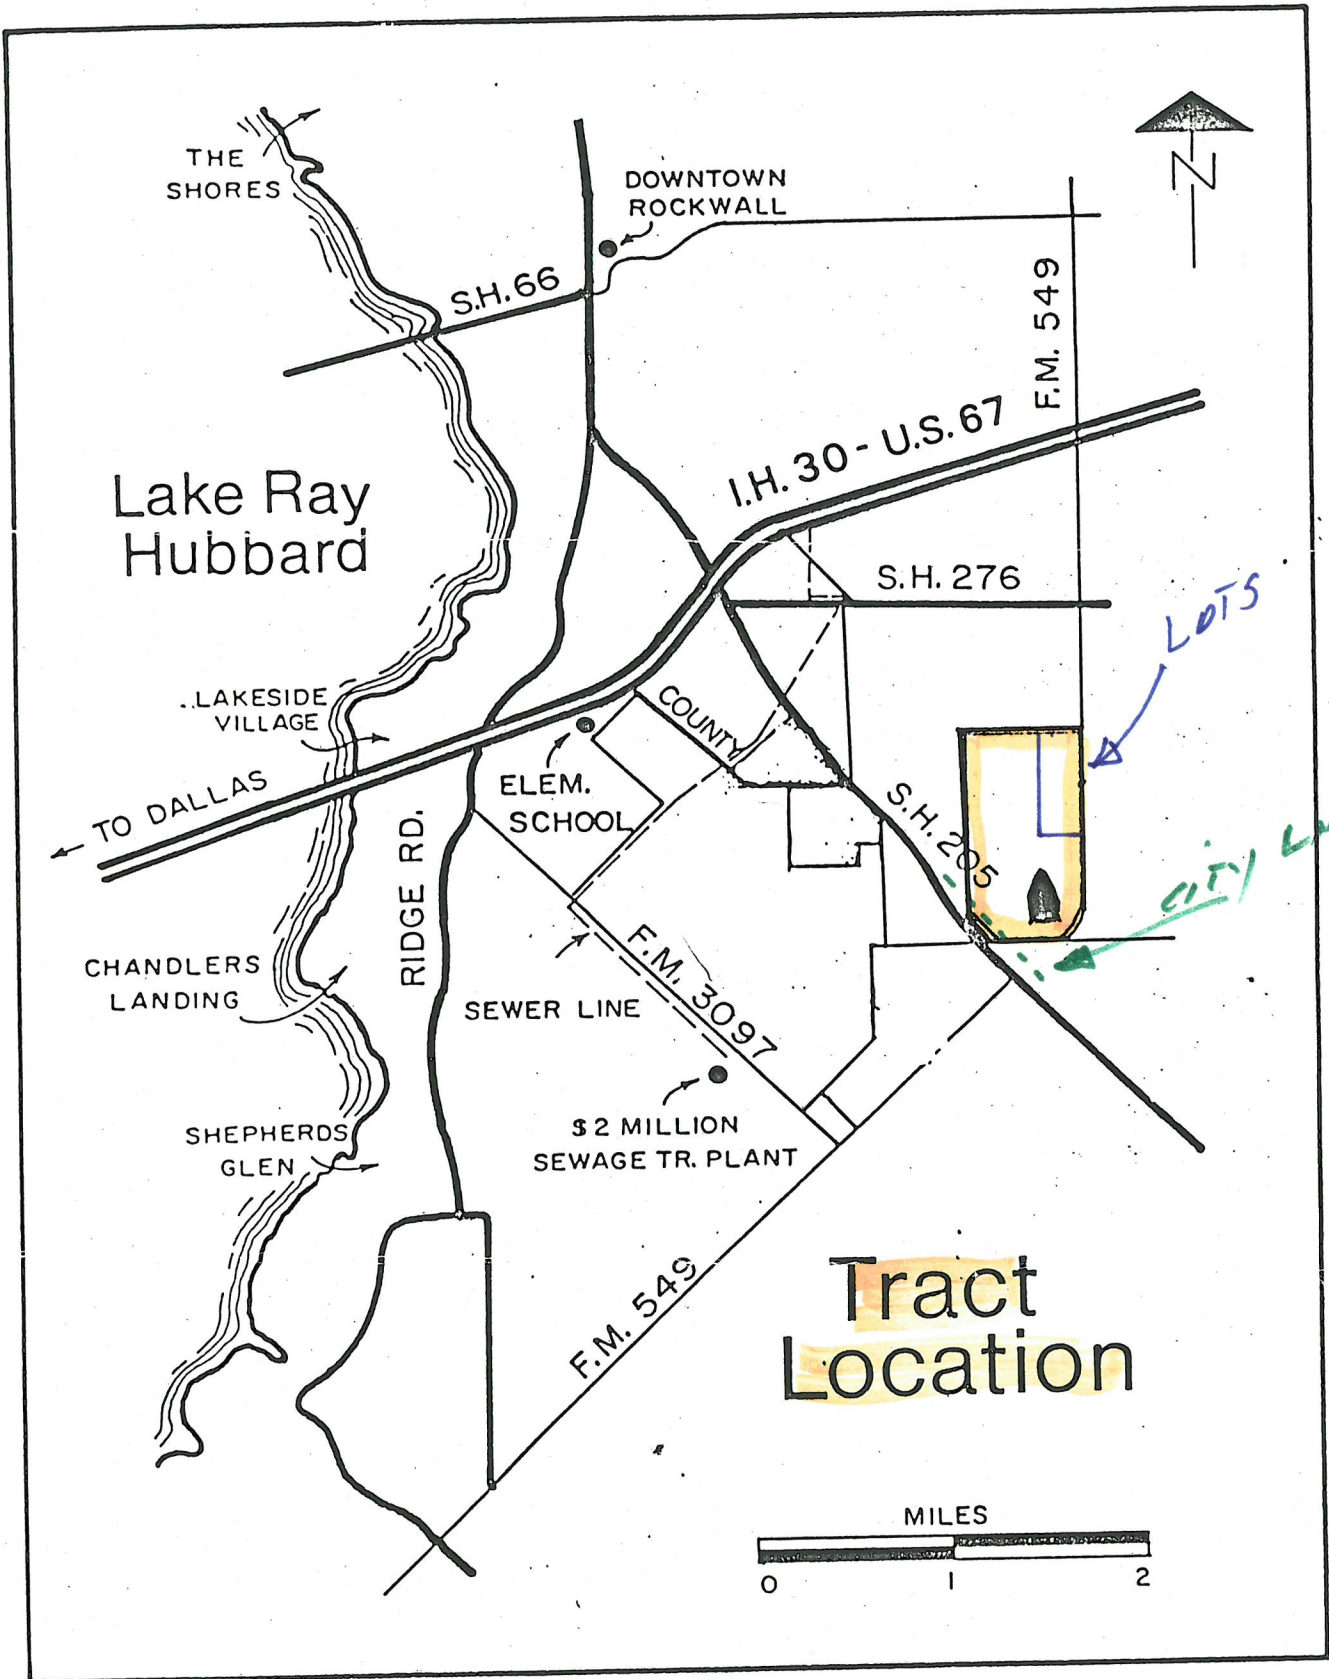 THE
SHORES
DOWNTOWN
ROCKWALL
N
S.H. 66
F.M. 549
I.H. 30 - U.S. 67
Lake Ray
Hubbard
S.H. 276
LOTS
..LAKESIDE
VILLAGE
COUNTY
TO DALLAS
ELEM.
SCHOOL
S.H. 205
RIDGE RD.
CITY
CHANDLERS
LANDING
F.M. 3097
SEWER LINE
$2 MILLION
SEWAGE TR. PLANT
SHEPHERDS
GLEN
F.M. 549
Tract
Location
MILES
0 1 2